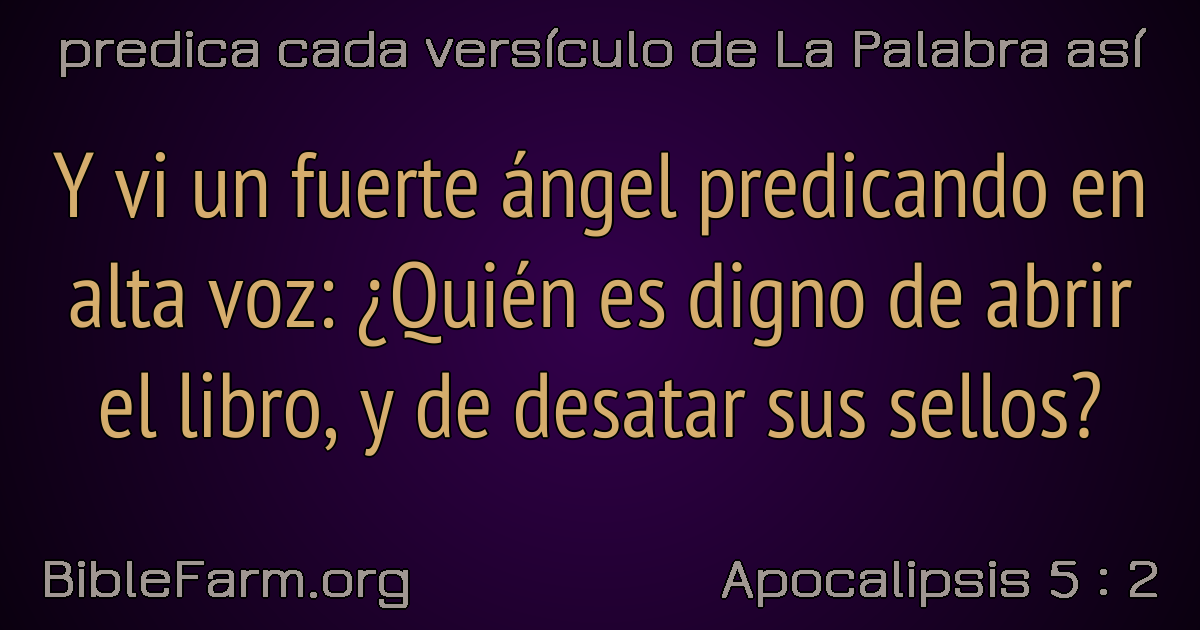 predica cada versículo de La Palabra así
Y vi un fuerte ángel predicando en
alta voz: ¿Quién es digno de abrir
el libro, y de desatar sus sellos?
BibleFarm.org
Apocalipsis 5 : 2